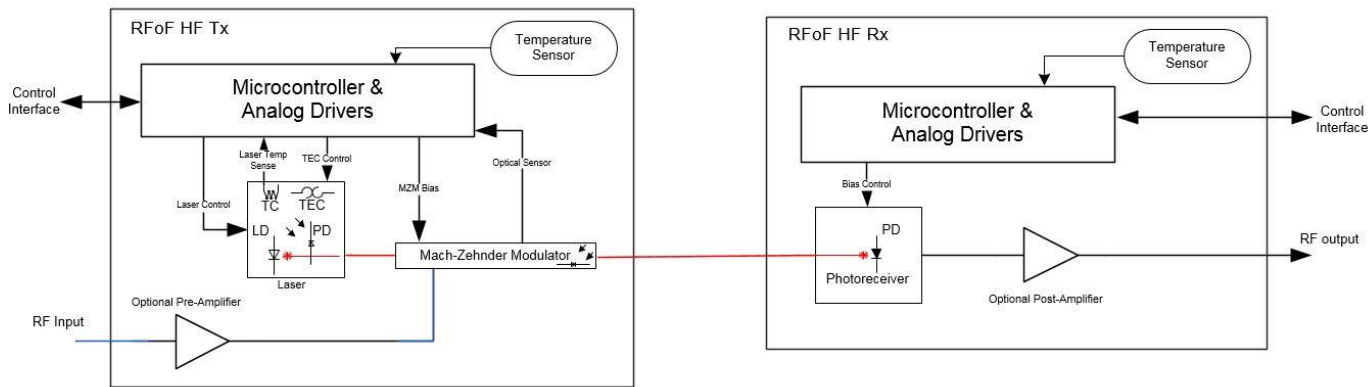 RFoF HF Tx
Temperature
Sensor
Microcontroller &
Analog Drivers
Control
Interface
Laser Temp
Sense
TEC Control
Optical Sensor
Laser Control
MZM Bias
TC
TEC
LD
PD
Mach-Zehnder Modulator
Laser
Optional Pre-Amplifier
RF Input
RFoF HF Rx
Temperature
Sensor
Microcontroller &
Analog Drivers
Control
Interface
Bias Control
PD
Photoreceiver
RF output
Optional Post-Amplifier